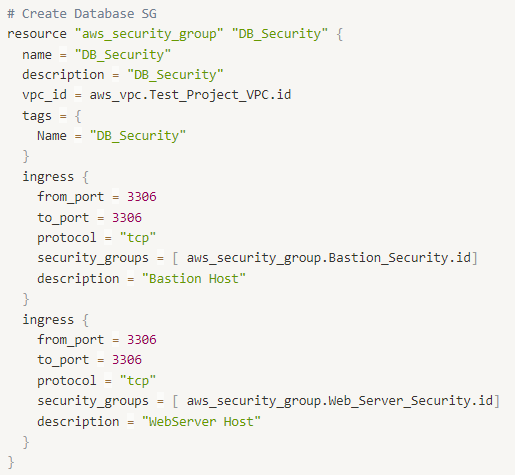 # Create Database SG
resource "aws_security_group" "DB_Security" {
  name = "DB_Security"
  description = "DB_Security"
  vpc_id = aws_vpc.Test_Project_VPC.id
  tags = {
    Name = "DB_Security"
  }
  ingress {
    from_port = 3306
    to_port = 3306
    protocol = "tcp"
    security_groups = [ aws_security_group.Bastion_Security.id]
    description = "Bastion Host"
  }
  ingress {
    from_port = 3306
    to_port = 3306
    protocol = "tcp"
    security_groups = [ aws_security_group.Web_Server_Security.id]
    description = "WebServer Host"
  }
}